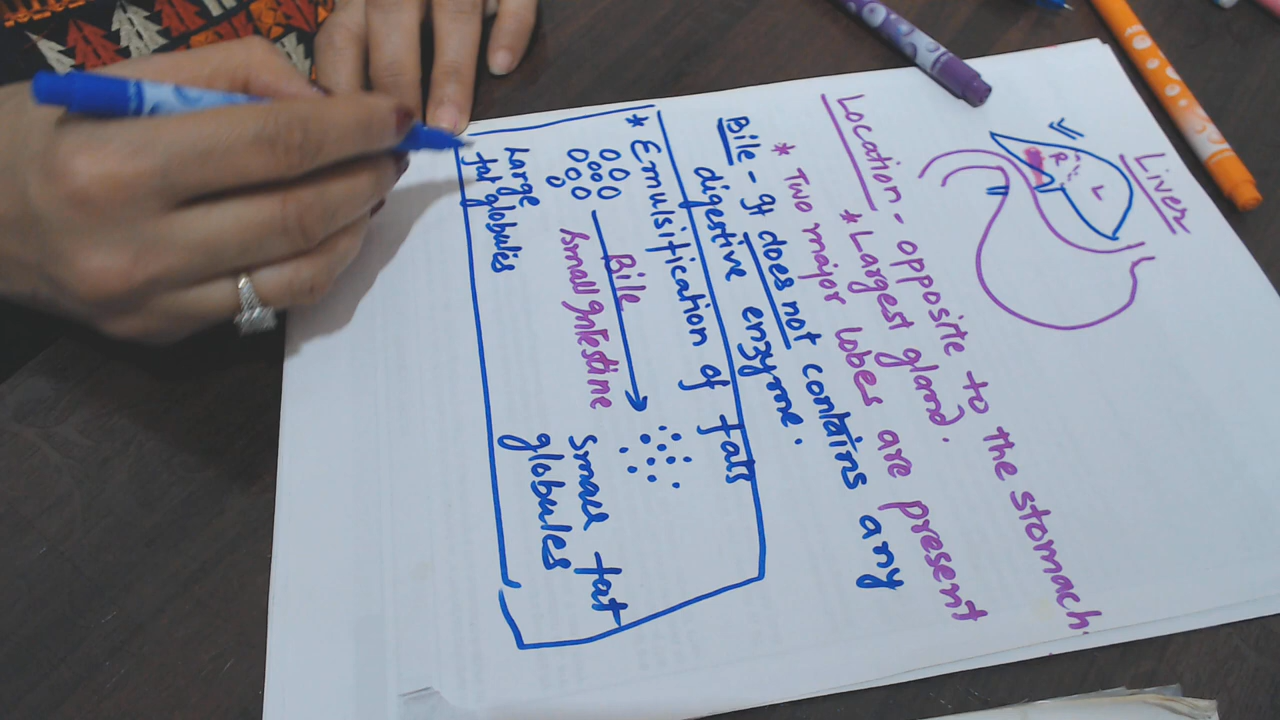 Liver
R
L
Location - opposite to the stomach.
* Largest gland.
* Two major lobes are present
Bile - It does not contains any
digestive enzyme.
* Emulsification of fats
Bile
Small Intestine
Large
fat globules
Small fat
globules